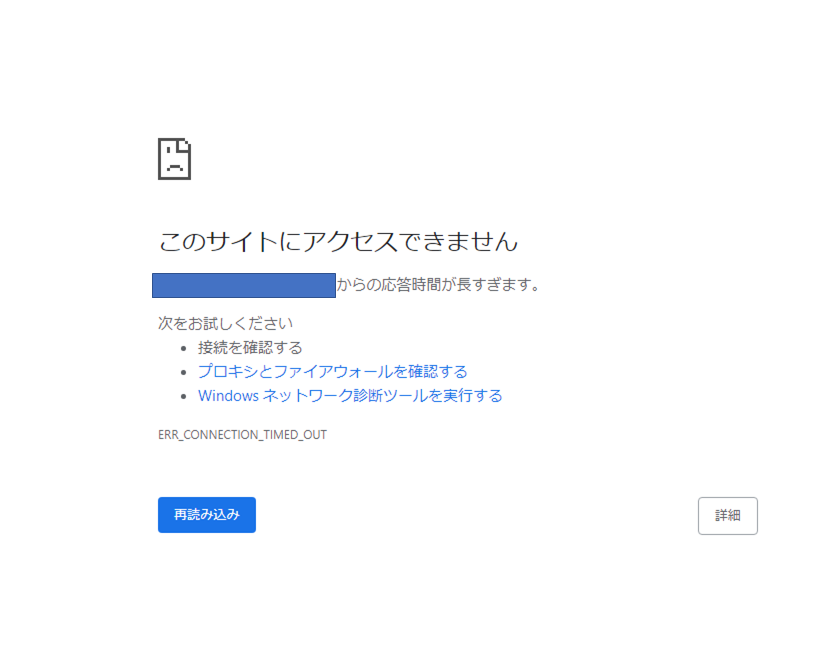 このサイトにアクセスできません
からの応答時間が長すぎます。
次をお試しください
接続を確認する
プロキシとファイアウォールを確認する
Windows ネットワーク診断ツールを実行する
ERR_CONNECTION_TIMED_OUT
再読み込み
詳細